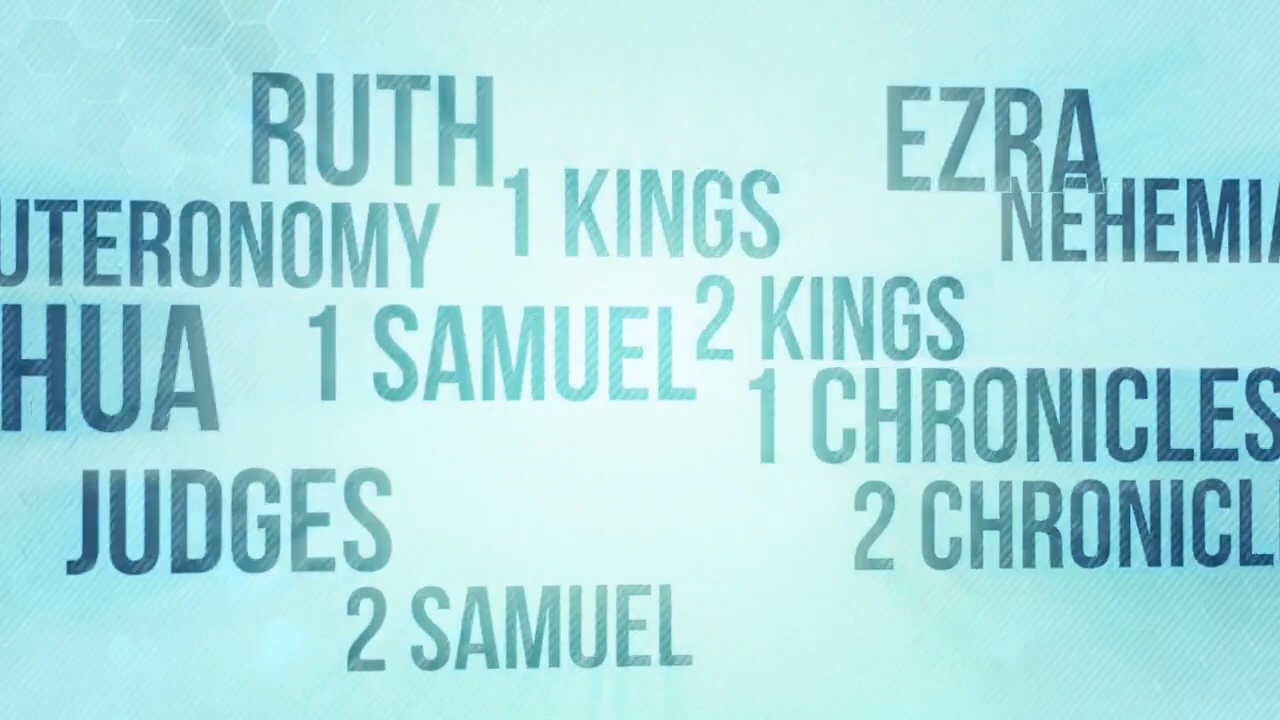 RUTH
EZRA
1 KINGS
NEHEMIA
UTERONOMY
2 KINGS
HUA
1 SAMUEL
1 CHRONICLES
JUDGES
2 CHRONICL
2 SAMUEL